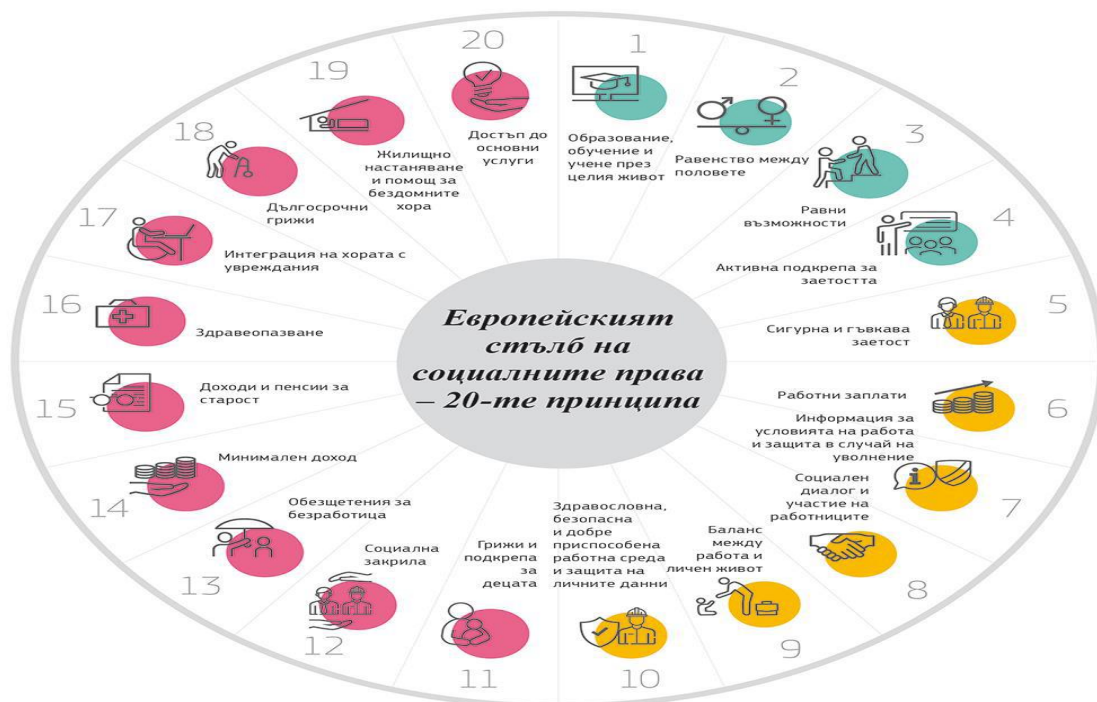 Европейският
стълб на
социалните права
– 20-те принципа
1
Образование,
обучение и
учене през
целия живот
2
Равенство между
половете
3
Равни
възможности
4
Активна подкрепа за
заетостта
5
Сигурна и гъвкава
заетост
6
Работни заплати
7
Информация за
условията на работа
и защита в случай на
уволнение
8
Социален
диалог и
участие на
работниците
9
Баланс
между
работа и
личен живот
10
Здравословна,
безопасна
и добре
приспособена
работна среда
и защита на
личните данни
11
Грижи и
подкрепа
за
децата
12
Социална
закрила
13
Обезщетения за
безработица
14
Минимален доход
15
Доходи и пенсии за
старост
16
Здравеопазване
17
Интеграция на хората с
увреждания
18
Дългосрочни
грижи
19
Жилищно
настаняване
и помощ за
бездомните
хора
20
Достъп до
основни
услуги